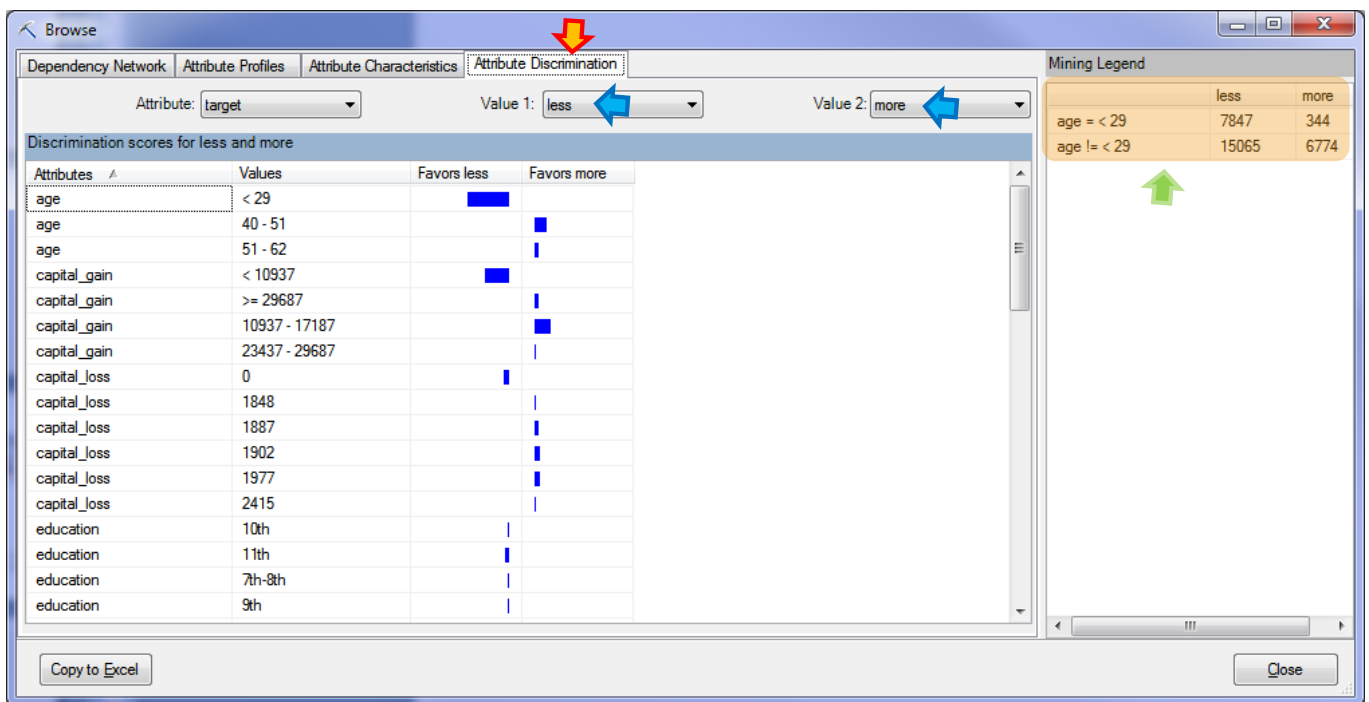 Browse
Dependency Network Attribute Profiles Attribute Characteristics Attribute Discrimination
Attribute: target Value 1: less Value 2: more
Discrimination scores for less and more
Attributes Values Favors less Favors more
age < 29
age 40 - 51
age 51 - 62
capital_gain < 10937
capital_gain >= 29687
capital_gain 10937 - 17187
capital_gain 23437 - 29687
capital_loss 0
capital_loss 1848
capital_loss 1887
capital_loss 1902
capital_loss 1977
capital_loss 2415
education 10th
education 11th
education 7th-8th
education 9th
Mining Legend
less more
age = < 29 7847 344
age != < 29 15065 6774
Copy to Excel Close